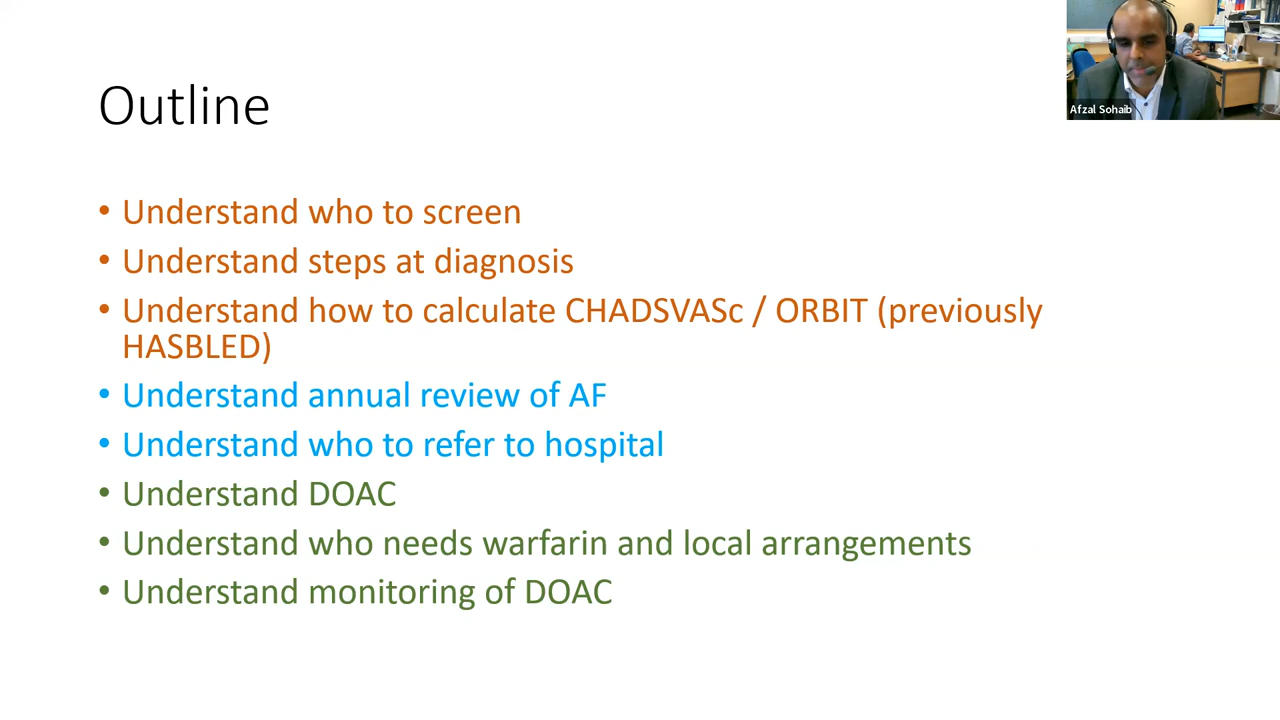 Outline
• Understand who to screen
• Understand steps at diagnosis
• Understand how to calculate CHADSVASc / ORBIT (previously
HASBLED)
• Understand annual review of AF
• Understand who to refer to hospital
• Understand DOAC
• Understand who needs warfarin and local arrangements
• Understand monitoring of DOAC
Afzal Sohaib